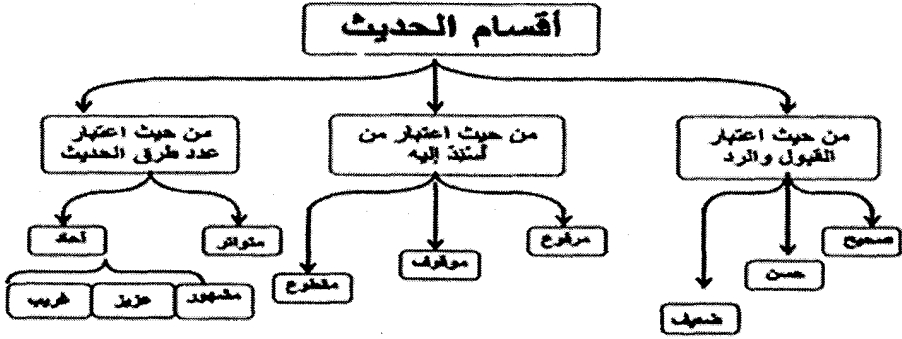 أقسام الحديث
من حيث اعتبار
القبول والرد
من حيث اعتبار من
أسند إليه
من حيث اعتبار
عدد طرق الحديث
صحيح
حسن
ضعيف
مرفوع
موقوف
مقطوع
متواتر
آحاد
مشهور
عزيز
غريب